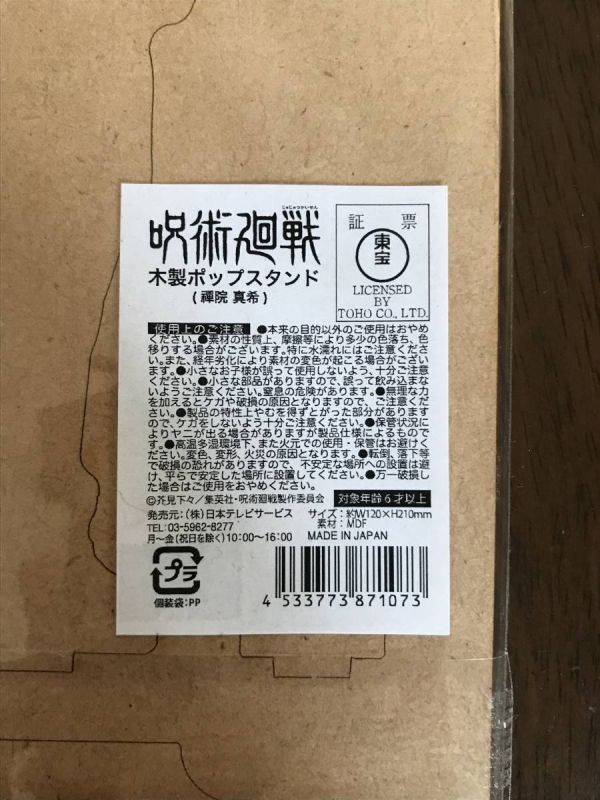 じゅじゅつかいせん
呪術廻戦
木製ポップスタンド
(禪院 真希)
証 票
東宝
LICENSED
BY
TOHO CO., LTD.
使用上のご注意 ●本来の目的以外のご使用はおやめ
ください。●素材の性質上、摩擦等により多少の色落ち、色
移りする場合がございます。特に水濡れにはご注意くださ
い。また、経年劣化により素材の変色が起こる場合がござい
ます。●小さなお子様が誤って使用しないよう、十分ご注意
ください。●小さな部品がありますので、誤って飲み込まな
いようご注意ください。窒息の危険があります。●無理な力
を加えるとケガや破損の原因となりますので、ご注意くださ
い。●製品の特性上やむを得ずとがった部分があります
ので、ケガをしないよう十分ご注意ください。●保管状況に
よりヤニが出る場合がありますが製品仕様によるもので
す。●高温多湿環境下、また火元での使用・保管はお避けく
ださい。変色、変形、火災の原因となります。●転倒、落下等
で破損の恐れがありますので、不安定な場所への設置は避
け、平らで安定した場所に設置してください。●万一破損し
た場合はご使用をおやめください。
©芥見下々／集英社・呪術廻戦製作委員会 対象年齢6才以上
発売元：(株)日本テレビサービス サイズ：約W120×H210mm
TEL：03-5962-8277 素材：MDF
月～金(祝日を除く)10:00～16:00 MADE IN JAPAN
プラ
個装袋：PP
4 533773 871073